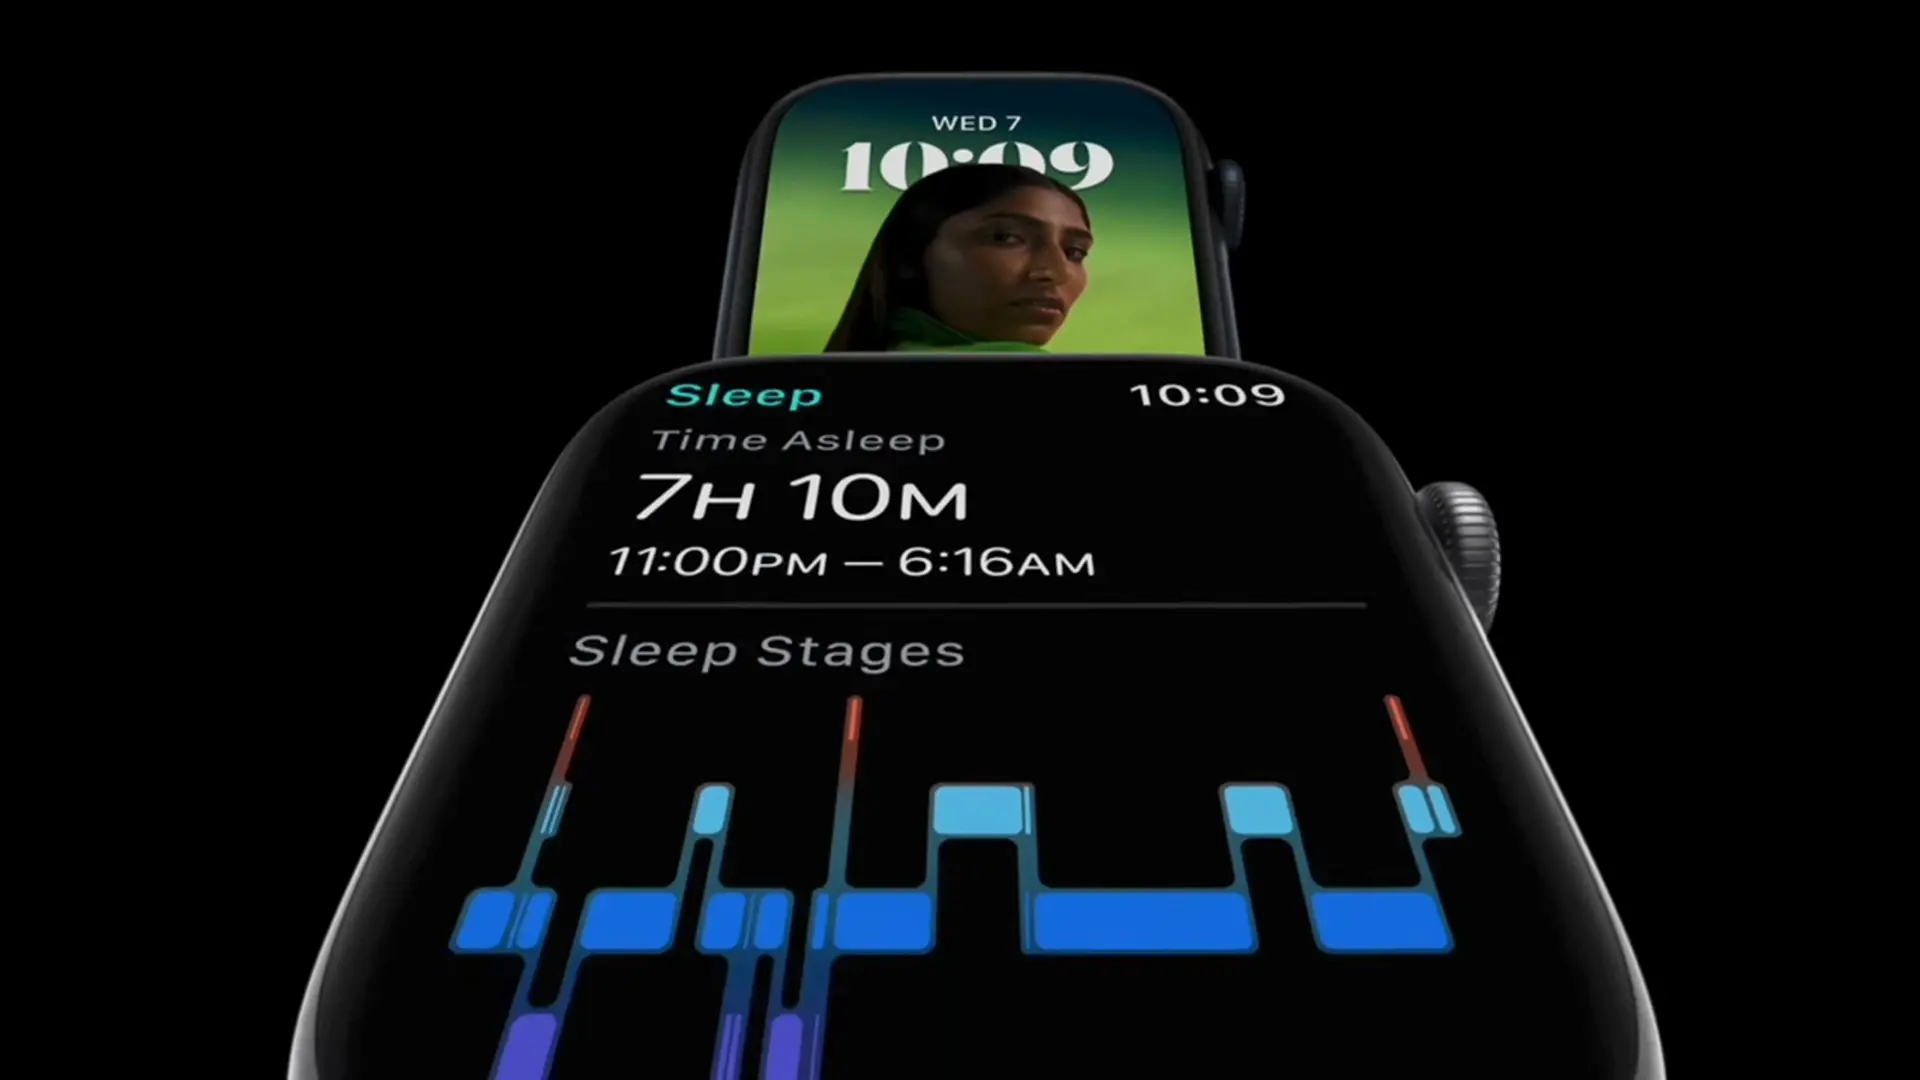 WED 7
10:09
Sleep 10:09
Time Asleep
7H 10M
11:00PM – 6:16AM
Sleep Stages